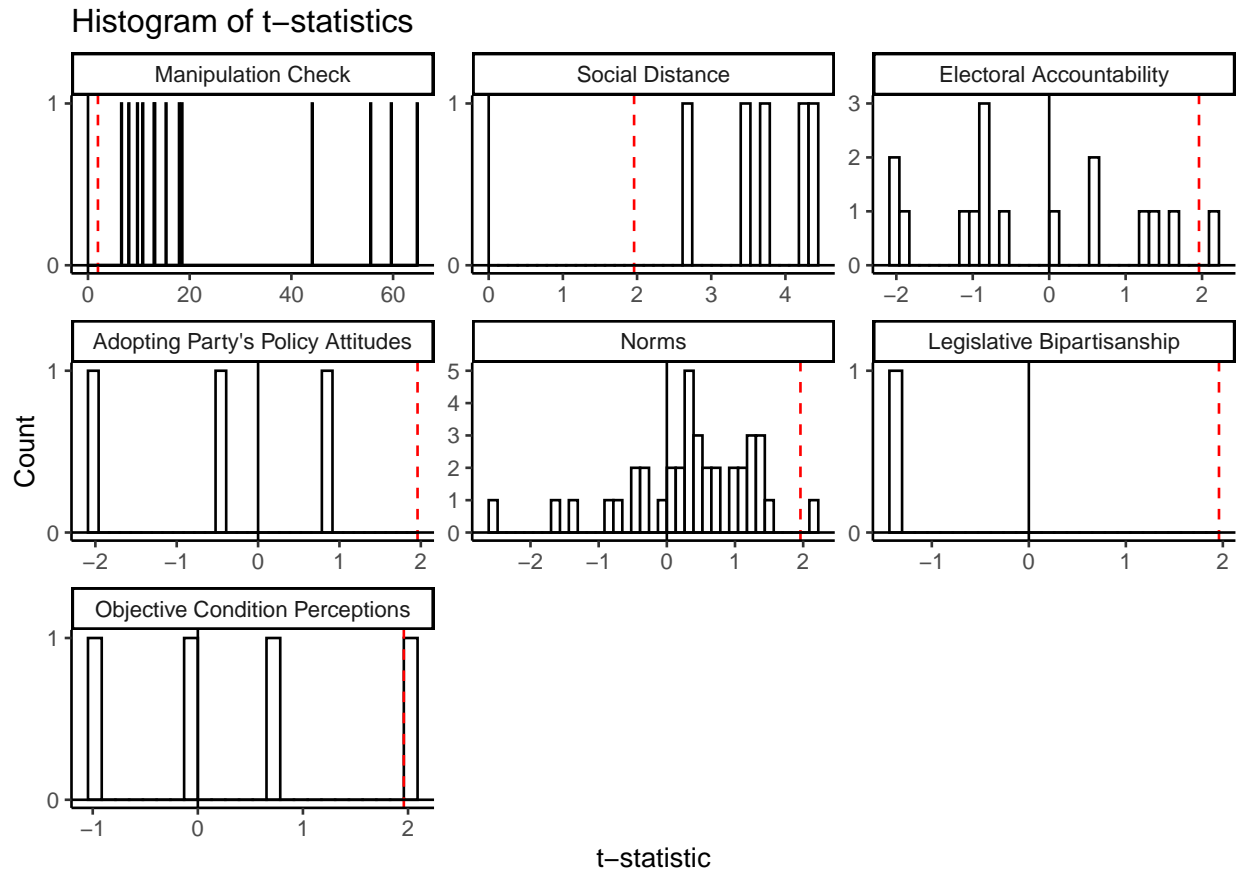 Histogram of t−statistics
Manipulation Check
Social Distance
Electoral Accountability
1
0
0 20 40 60
1
0
0 1 2 3 4
3
2
1
0
−2 −1 0 1 2
Adopting Party's Policy Attitudes
Norms
Legislative Bipartisanship
1
0
−2 −1 0 1 2
5
4
3
2
1
0
−2 −1 0 1 2
1
0
−1 0 1 2
Objective Condition Perceptions
1
0
−1 0 1 2
Count
t−statistic